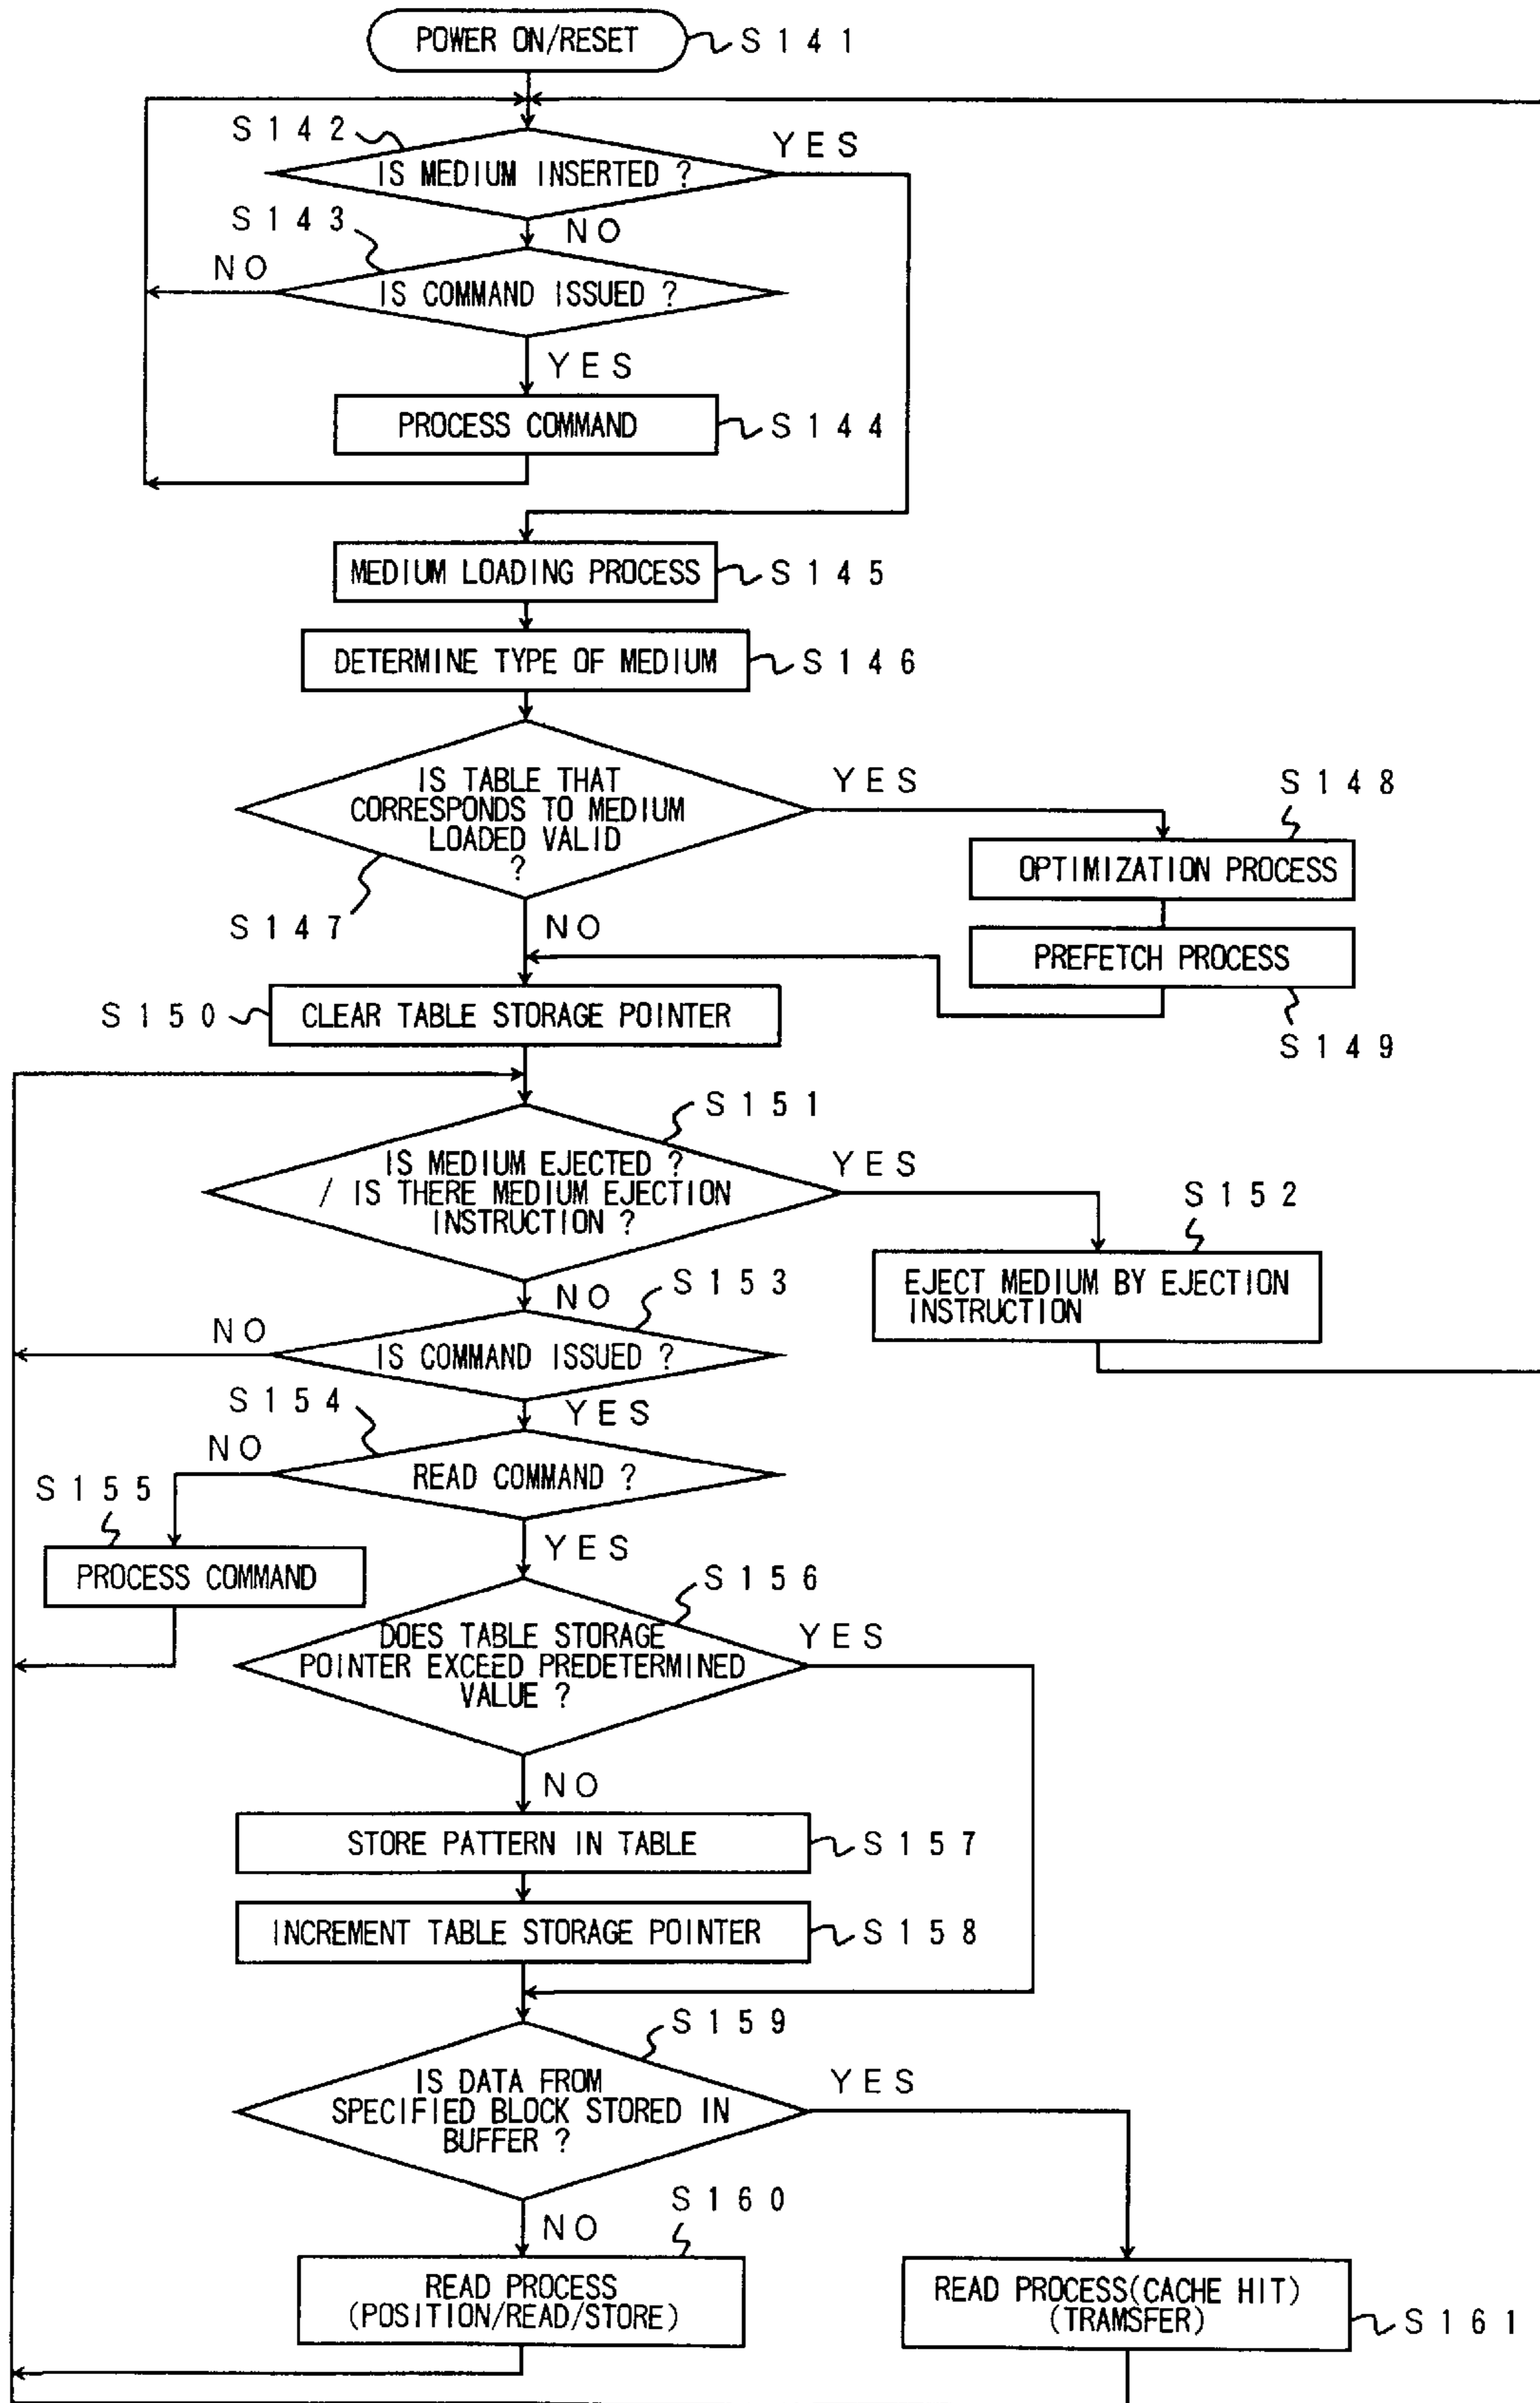 POWER ON/RESET
S141
S142
YES
IS MEDIUM INSERTED ?
S143
NO
NO
IS COMMAND ISSUED ?
YES
PROCESS COMMAND
S144
MEDIUM LOADING PROCESS
S145
DETERMINE TYPE OF MEDIUM
S146
IS TABLE THAT
CORRESPONDS TO MEDIUM
LOADED VALID
?
YES
S148
OPTIMIZATION PROCESS
S147
NO
PREFETCH PROCESS
S149
S150
CLEAR TABLE STORAGE POINTER
S151
IS MEDIUM EJECTED ?
/ IS THERE MEDIUM EJECTION
INSTRUCTION ?
YES
S152
EJECT MEDIUM BY EJECTION
INSTRUCTION
NO
S153
NO
IS COMMAND ISSUED ?
S154
YES
NO
READ COMMAND ?
S155
PROCESS COMMAND
YES
S156
DOES TABLE STORAGE
POINTER EXCEED PREDETERMINED
VALUE ?
YES
NO
STORE PATTERN IN TABLE
S157
INCREMENT TABLE STORAGE POINTER
S158
S159
IS DATA FROM
SPECIFIED BLOCK STORED IN
BUFFER ?
YES
NO
S160
READ PROCESS
(POSITION/READ/STORE)
READ PROCESS(CACHE HIT)
(TRAMSFER)
S161